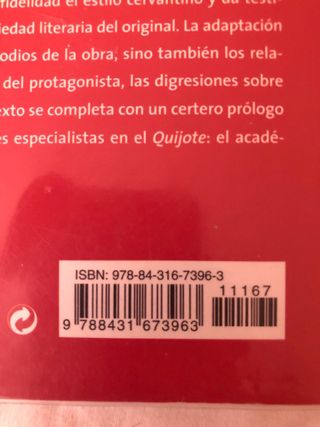 fidelidad el estilo cervantino y da testi-
iedad literaria del original. La adaptación
odios de la obra, sino también los rela-
del protagonista, las digresiones sobre
exto se completa con un certero prólogo
es especialistas en el Quijote: el acadé-
ISBN: 978-84-316-7396-3
11167
9 788431 673963